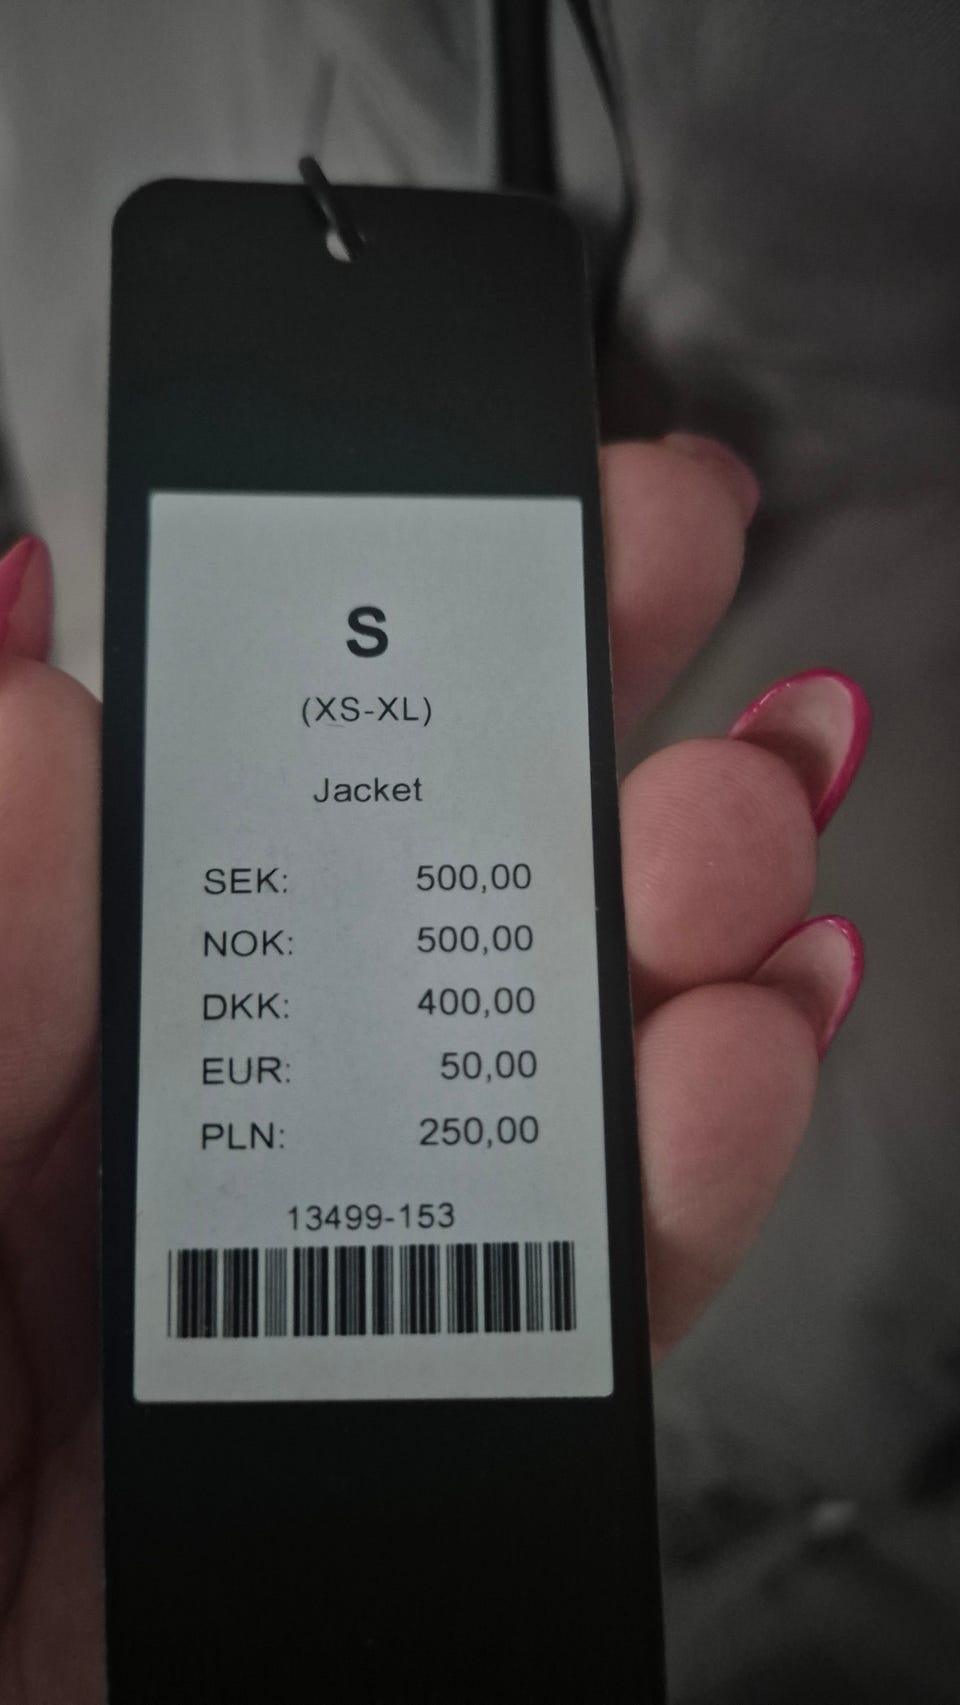 S
(XS-XL)
Jacket
SEK: 500,00
NOK: 500,00
DKK: 400,00
EUR: 50,00
PLN: 250,00
13499-153